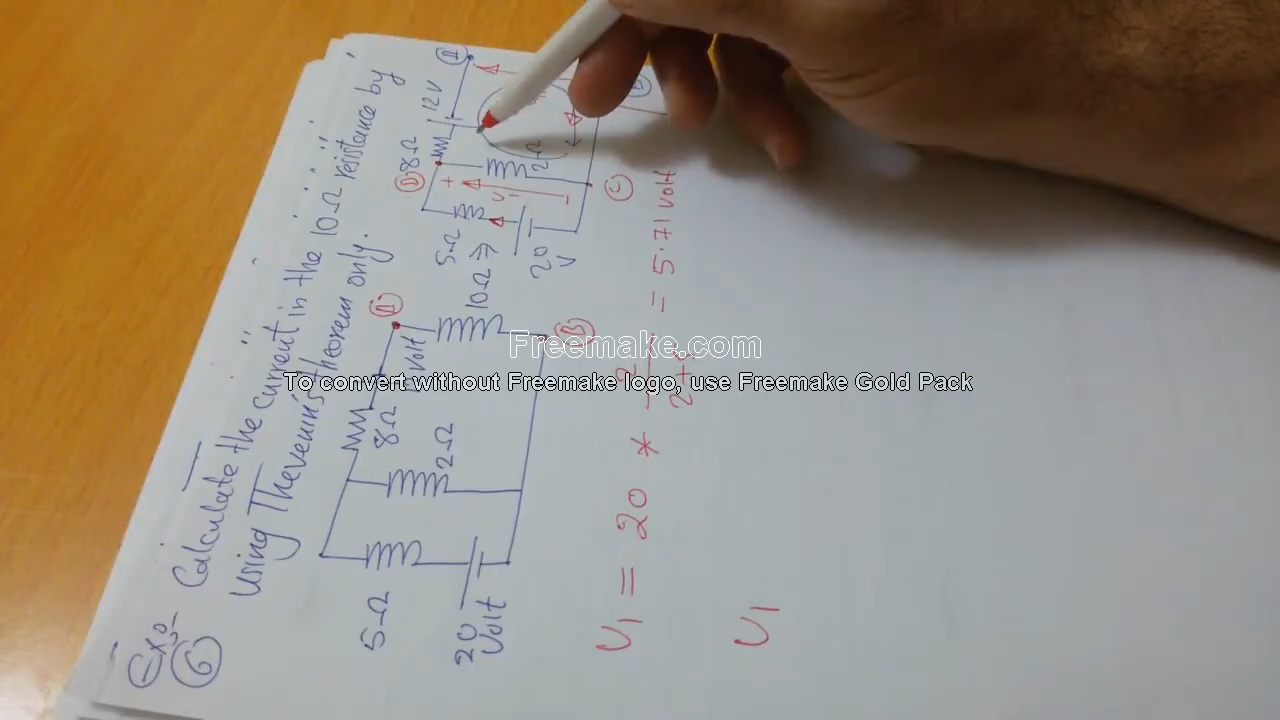 Exp-
6
Calculate the current in the 10Ω resistance by
using Thevenin's theorem only.
5Ω
20
Volt
2Ω
8Ω
Volt
A
10Ω
B
⇒
5Ω
20
V
D
8Ω
12V
A
+
V
-
2Ω
C
V1 = 20 * 2/2+5 = 5.71 volt
V1
Freemake.com
To convert without Freemake logo, use Freemake Gold Pack